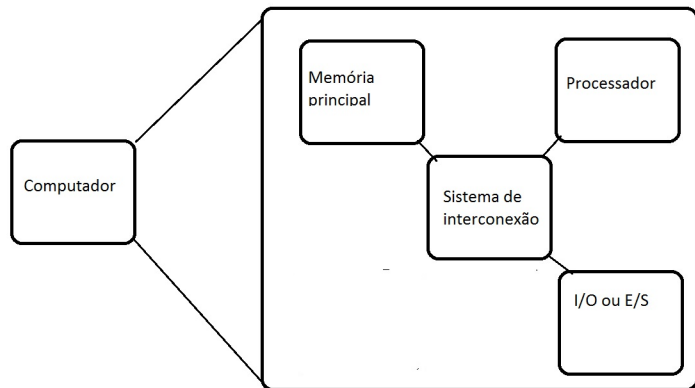 Memória
principal
Processador
Computador
Sistema de
interconexão
I/O ou E/S